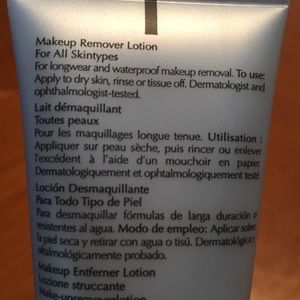 Makeup Remover Lotion
For All Skintypes
For longwear and waterproof makeup removal. To use:
Apply to dry skin, rinse or tissue off. Dermatologist and
ophthalmologist-tested.
Lait démaquillant
Toutes peaux
Pour les maquillages longue tenue. Utilisation :
Appliquer sur peau sèche, puis rincer ou enlever
l'excédent à l'aide d'un mouchoir en papier.
Dermatologiquement et ophtalmologiquement testé.
Loción Desmaquillante
Para Todo Tipo de Piel
Para desmaquillar fórmulas de larga duración o
resistentes al agua. Modo de empleo: Aplicar sobre
la piel seca y retirar con agua o tisú. Dermatológica y
oftalmológicamente probado.
Makeup Entferner Lotion
Lozione struccante
Make-upremoverlotion